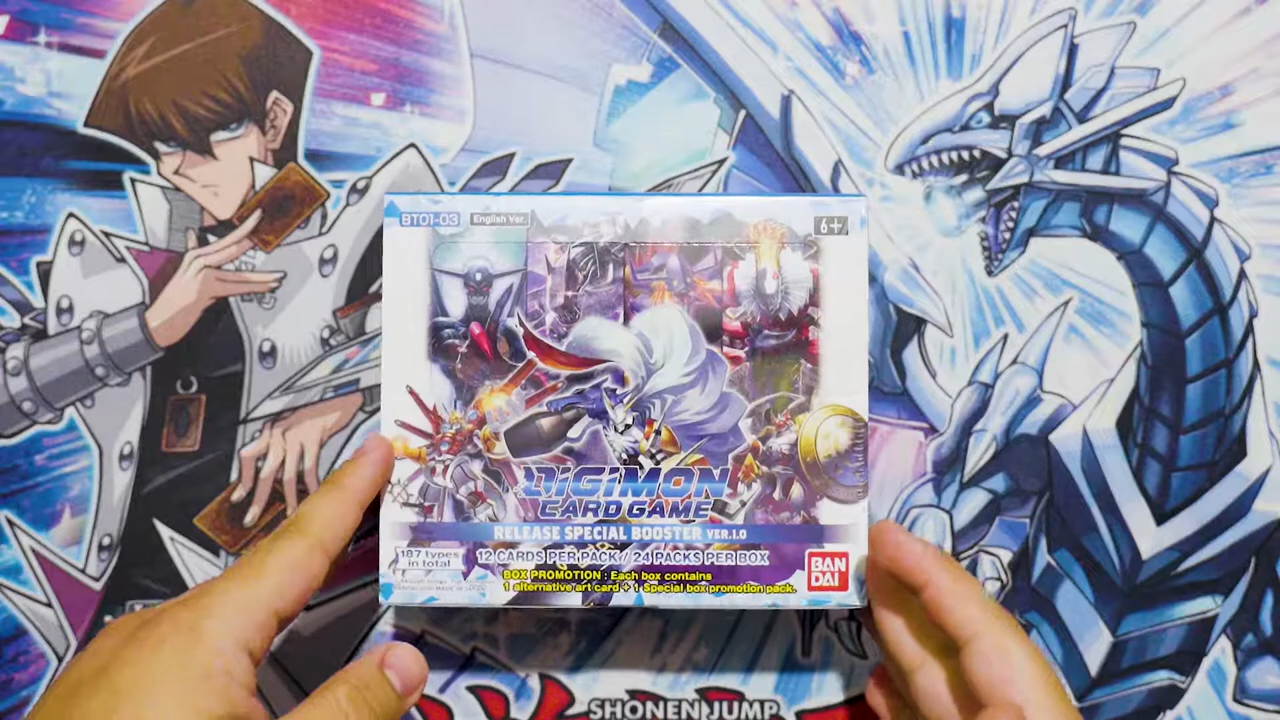 BT01-03
English Ver.
6+
DIGIMON
CARD GAME
RELEASE SPECIAL BOOSTER VER.1.0
187 types
in total
12 CARDS PER PACK / 24 PACKS PER BOX
BOX PROMOTION : Each box contains
1 alternative art card + 1 Special box promotion pack.
BAN
DAI
SHONEN JUMP